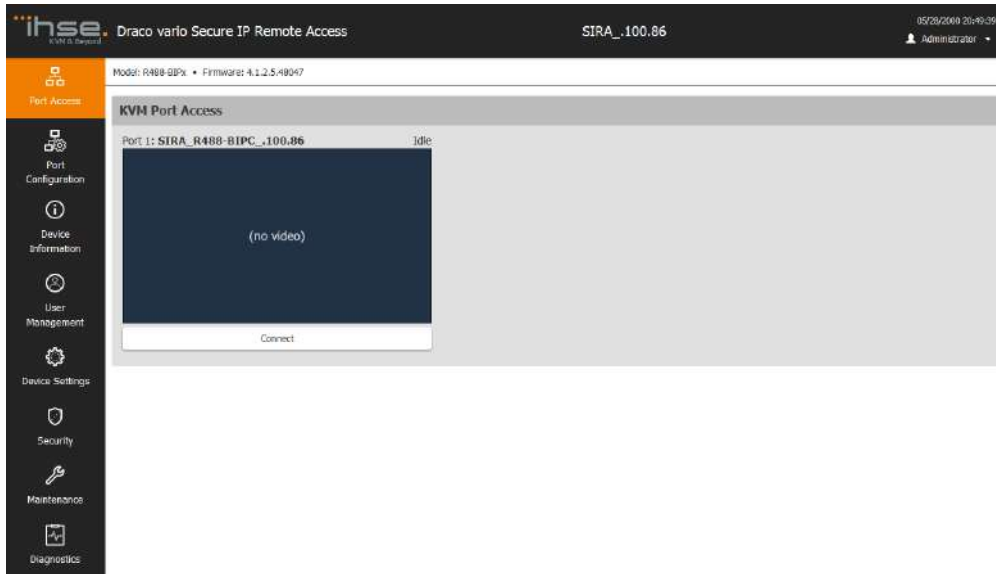 ihse.
KVM & Beyond
Draco vario Secure IP Remote Access
SIRA_.100.86
05/28/2000 20:49:39
Administrator
Model: R488-BIPx • Firmware: 4.1.2.5.48047
Port Access
KVM Port Access
Port 1: SIRA_R488-BIPC_.100.86 Idle
(no video)
Connect
Port
Configuration
Device
Information
User
Management
Device Settings
Security
Maintenance
Diagnostics